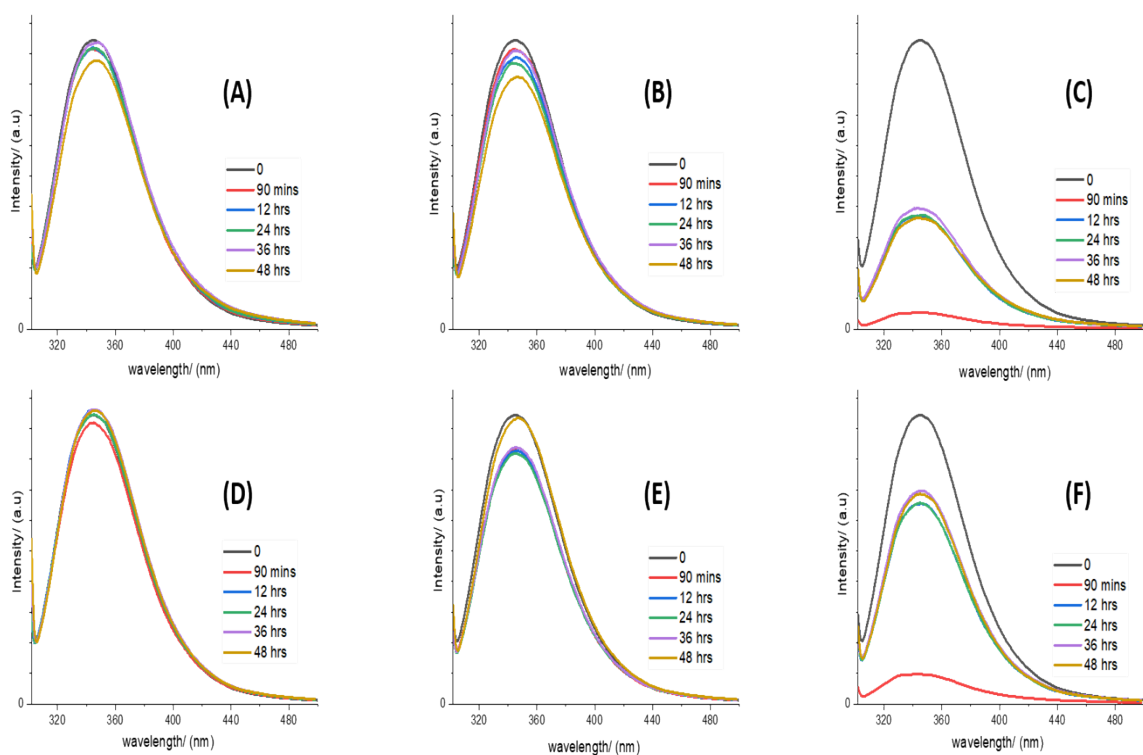 Intensity/ (a.u)
(A)
0
90 mins
12 hrs
24 hrs
36 hrs
48 hrs
0
320
360
400
440
480
wavelength/ (nm)
Intensity/ (a.u)
(B)
0
90 mins
12 hrs
24 hrs
36 hrs
48 hrs
0
320
360
400
440
480
wavelength/ (nm)
Intensity/ (a.u)
(C)
0
90 mins
12 hrs
24 hrs
36 hrs
48 hrs
0
320
360
400
440
480
wavelength/ (nm)
Intensity/ (a.u)
(D)
0
90 mins
12 hrs
24 hrs
36 hrs
48 hrs
0
320
360
400
440
480
wavelength/ (nm)
Intensity/ (a.u)
(E)
0
90 mins
12 hrs
24 hrs
36 hrs
48 hrs
0
320
360
400
440
480
wavelength/ (nm)
Intensity/ (a.u)
(F)
0
90 mins
12 hrs
24 hrs
36 hrs
48 hrs
0
320
360
400
440
480
wavelength/ (nm)